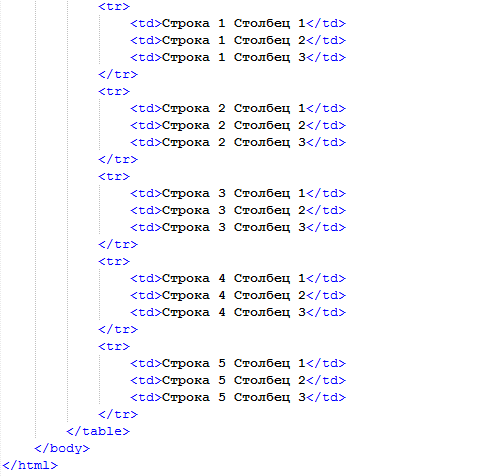 <tr>
<td>Строка 1 Столбец 1</td>
<td>Строка 1 Столбец 2</td>
<td>Строка 1 Столбец 3</td>
</tr>
<tr>
<td>Строка 2 Столбец 1</td>
<td>Строка 2 Столбец 2</td>
<td>Строка 2 Столбец 3</td>
</tr>
<tr>
<td>Строка 3 Столбец 1</td>
<td>Строка 3 Столбец 2</td>
<td>Строка 3 Столбец 3</td>
</tr>
<tr>
<td>Строка 4 Столбец 1</td>
<td>Строка 4 Столбец 2</td>
<td>Строка 4 Столбец 3</td>
</tr>
<tr>
<td>Строка 5 Столбец 1</td>
<td>Строка 5 Столбец 2</td>
<td>Строка 5 Столбец 3</td>
</tr>
</table>
</body>
</html>